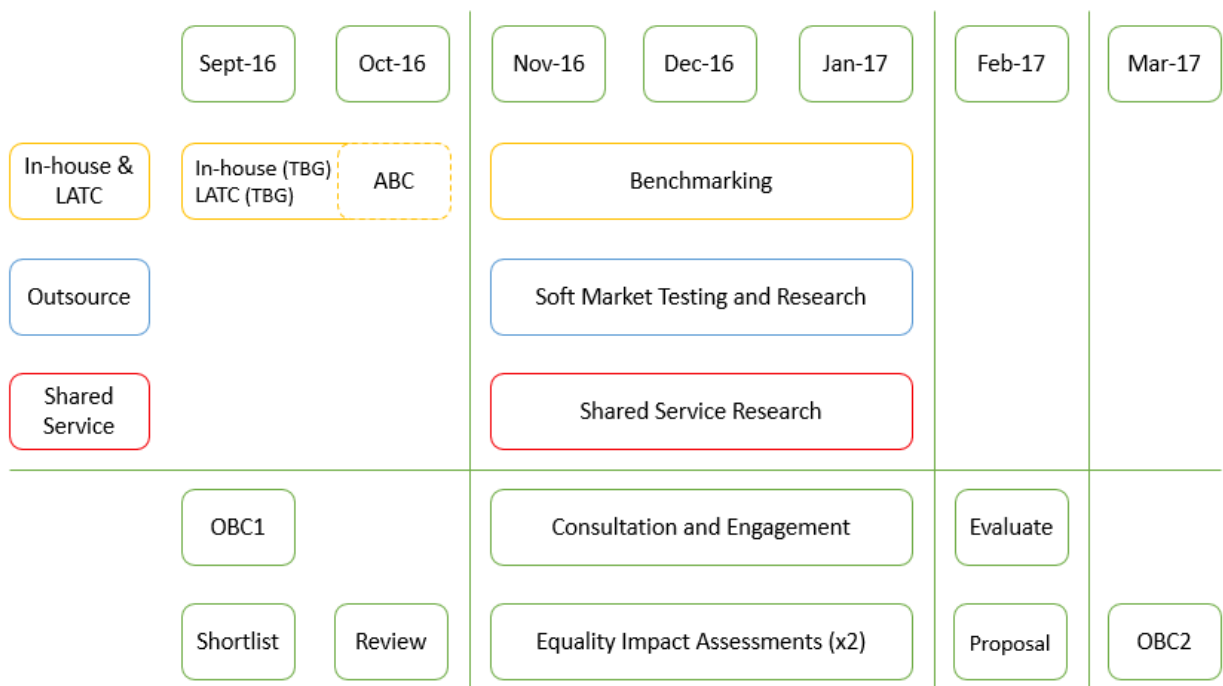 Sept-16
Oct-16
Nov-16
Dec-16
Jan-17
Feb-17
Mar-17
In-house &
LATC
In-house (TBG)
LATC (TBG)
ABC
Benchmarking
Outsource
Soft Market Testing and Research
Shared
Service
Shared Service Research
OBC1
Consultation and Engagement
Evaluate
Shortlist
Review
Equality Impact Assessments (x2)
Proposal
OBC2